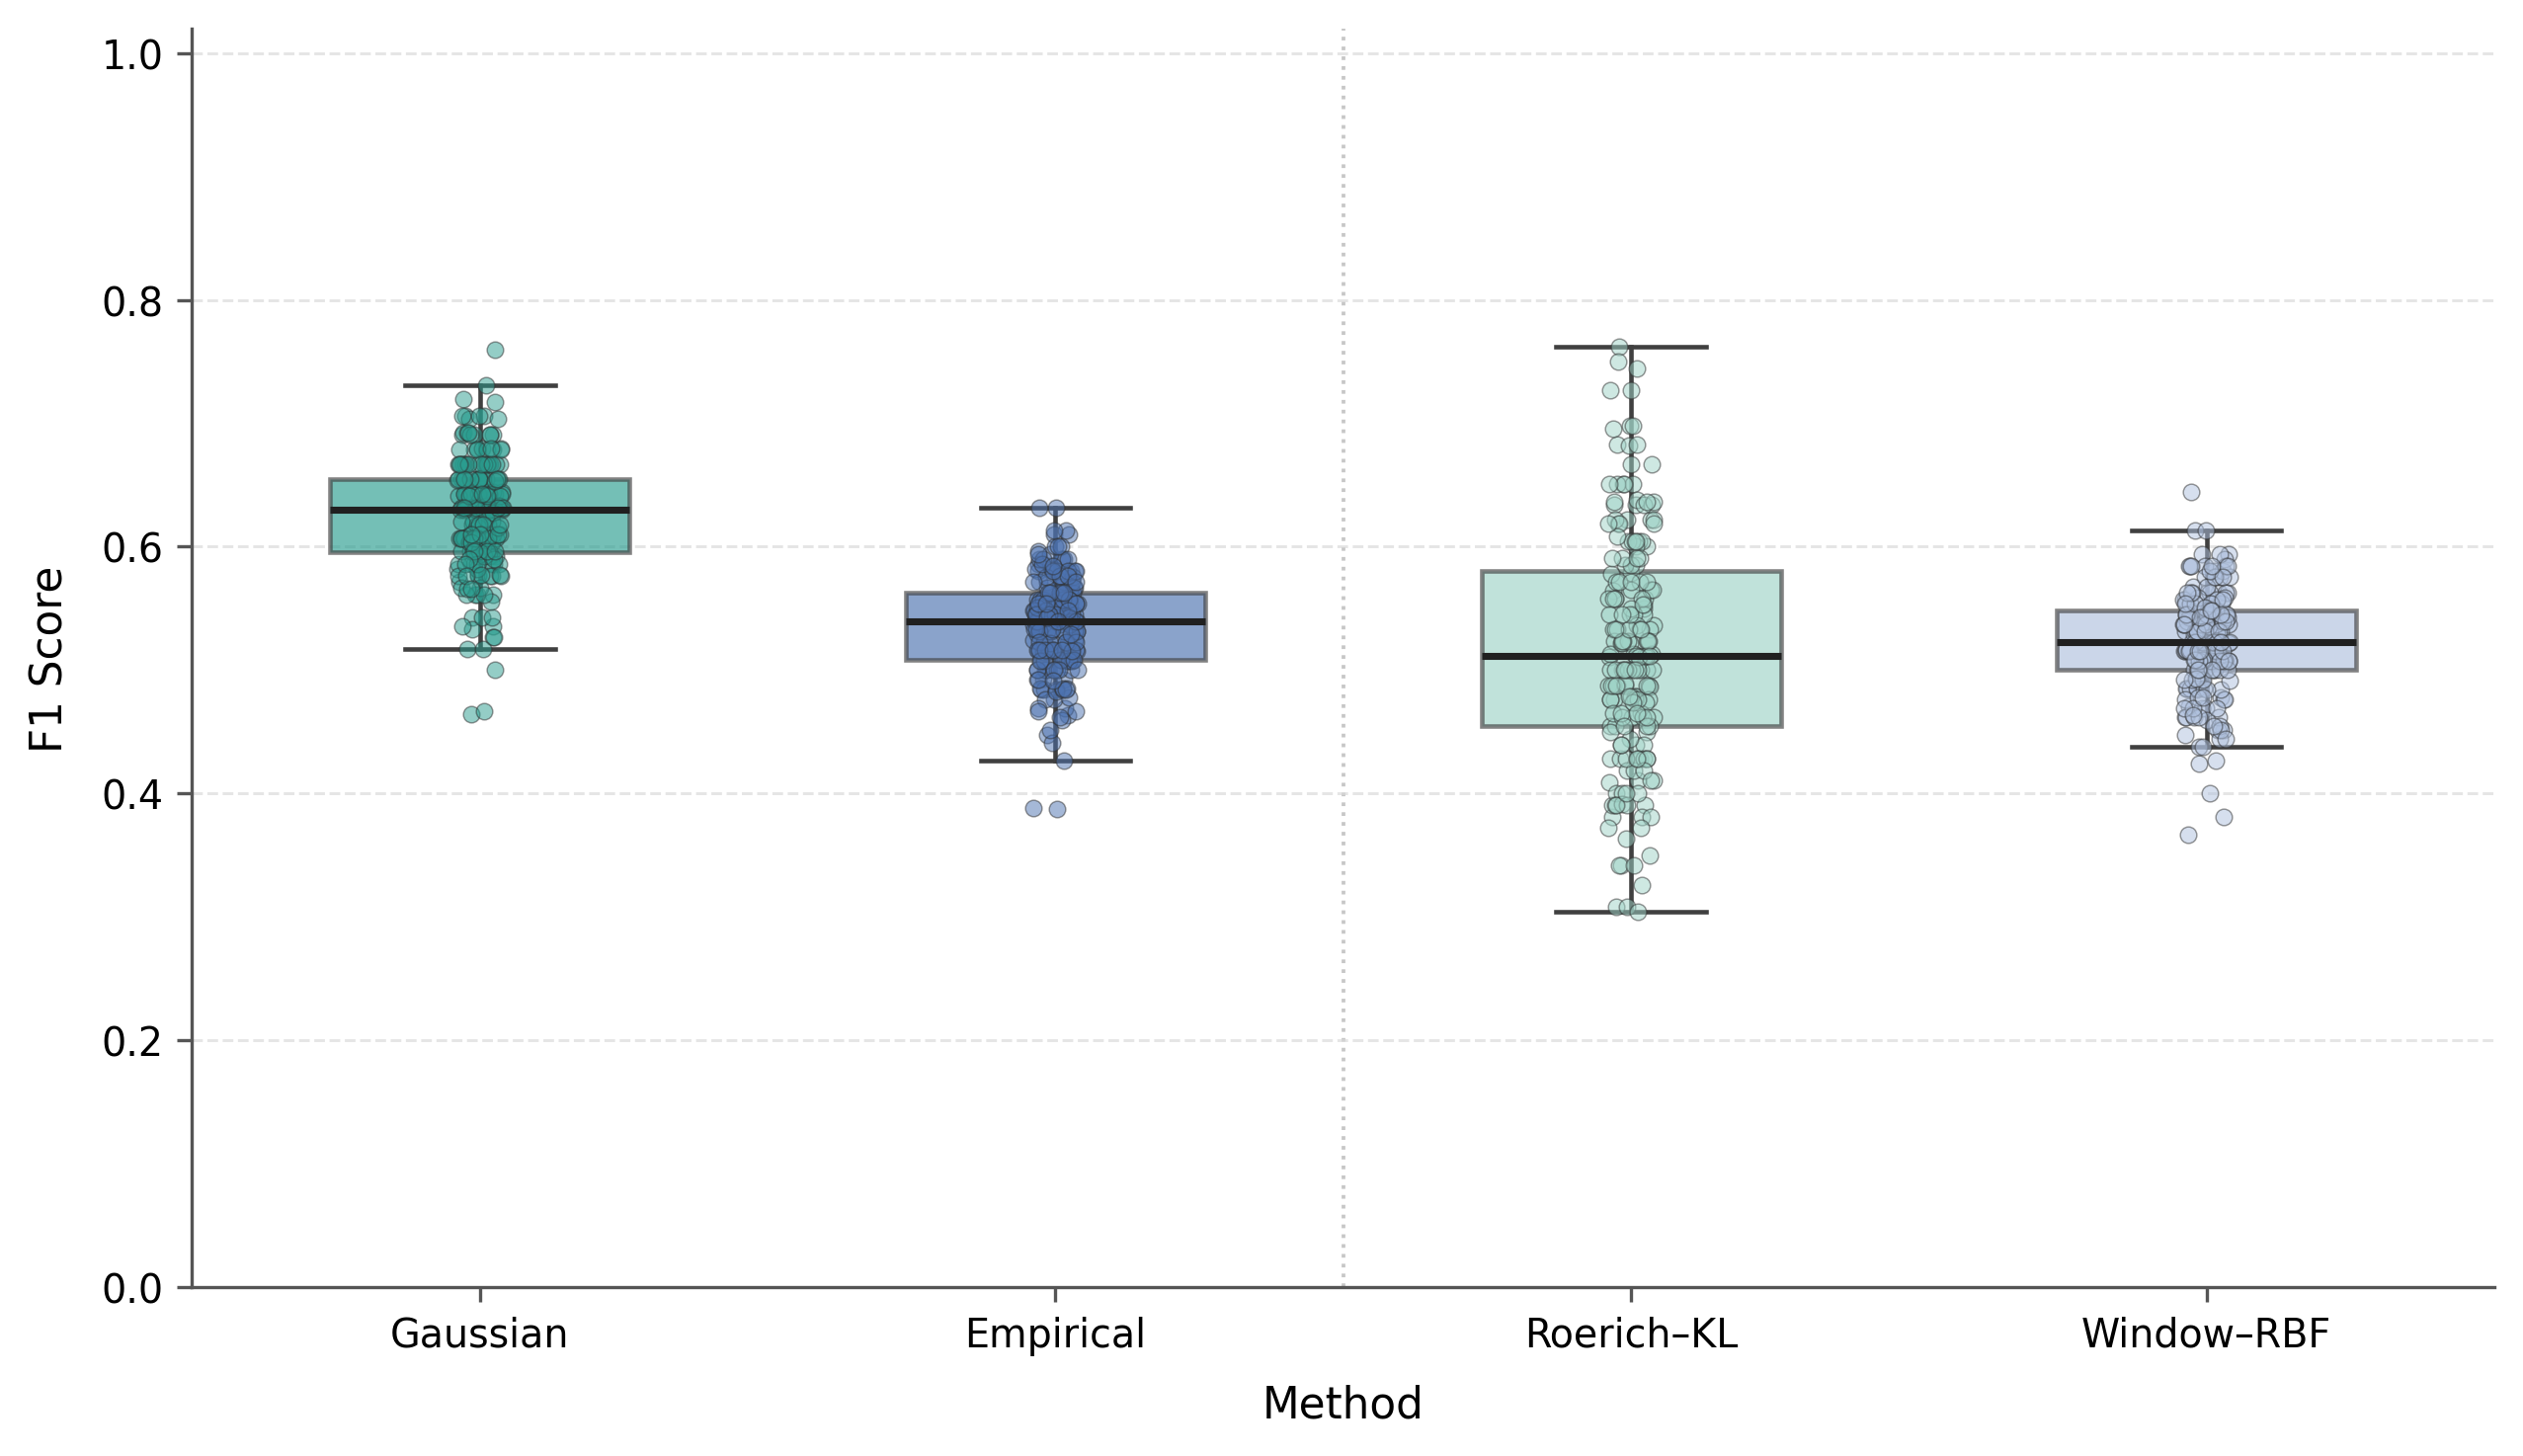 1.0
0.8
0.6
0.4
0.2
0.0
F1 Score
Gaussian
Empirical
Roerich–KL
Window–RBF
Method